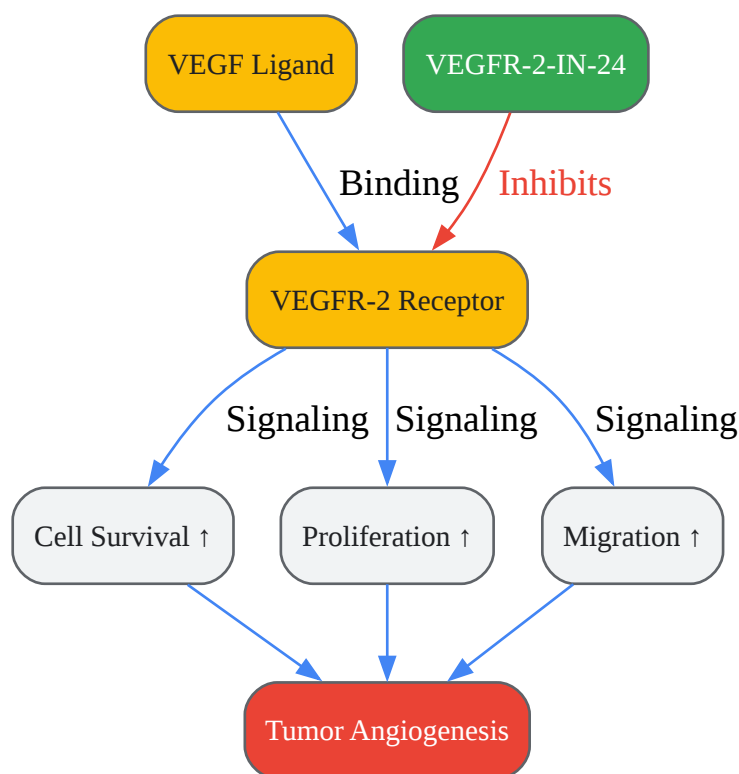 VEGF Ligand
VEGFR-2-IN-24
Binding
Inhibits
VEGFR-2 Receptor
Signaling
Signaling
Signaling
Cell Survival ↑
Proliferation ↑
Migration ↑
Tumor Angiogenesis